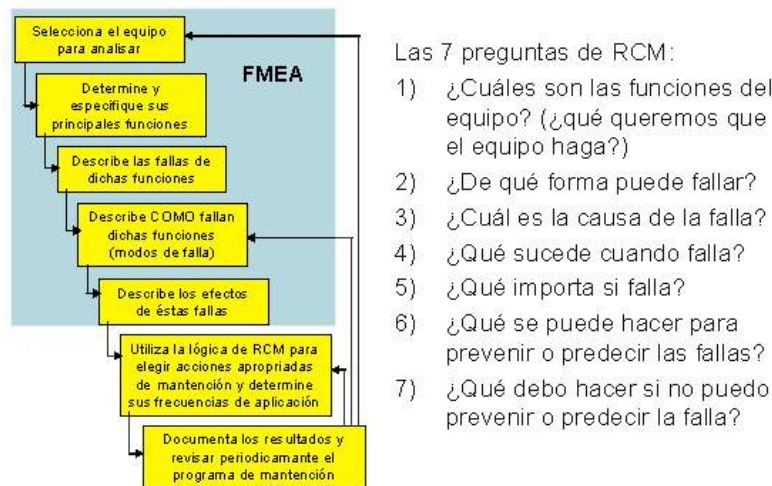 Selecciona el equipo
para analisar
FMEA
Determine y
especifique sus
principales funciones
Describe las fallas de
dichas funciones
Describe COMO fallan
dichas funciones
(modos de falla)
Describe los efectos
de éstas fallas
Utiliza la lógica de RCM para
elegir acciones apropriadas
de mantención y determine
sus frecuencias de aplicación
Documenta los resultados y
revisar periodicamante el
programa de mantención
Las 7 preguntas de RCM:
1) ¿Cuáles son las funciones del
equipo? (¿qué queremos que
el equipo haga?)
2) ¿De qué forma puede fallar?
3) ¿Cuál es la causa de la falla?
4) ¿Qué sucede cuando falla?
5) ¿Qué importa si falla?
6) ¿Qué se puede hacer para
prevenir o predecir las fallas?
7) ¿Qué debo hacer si no puedo
prevenir o predecir la falla?